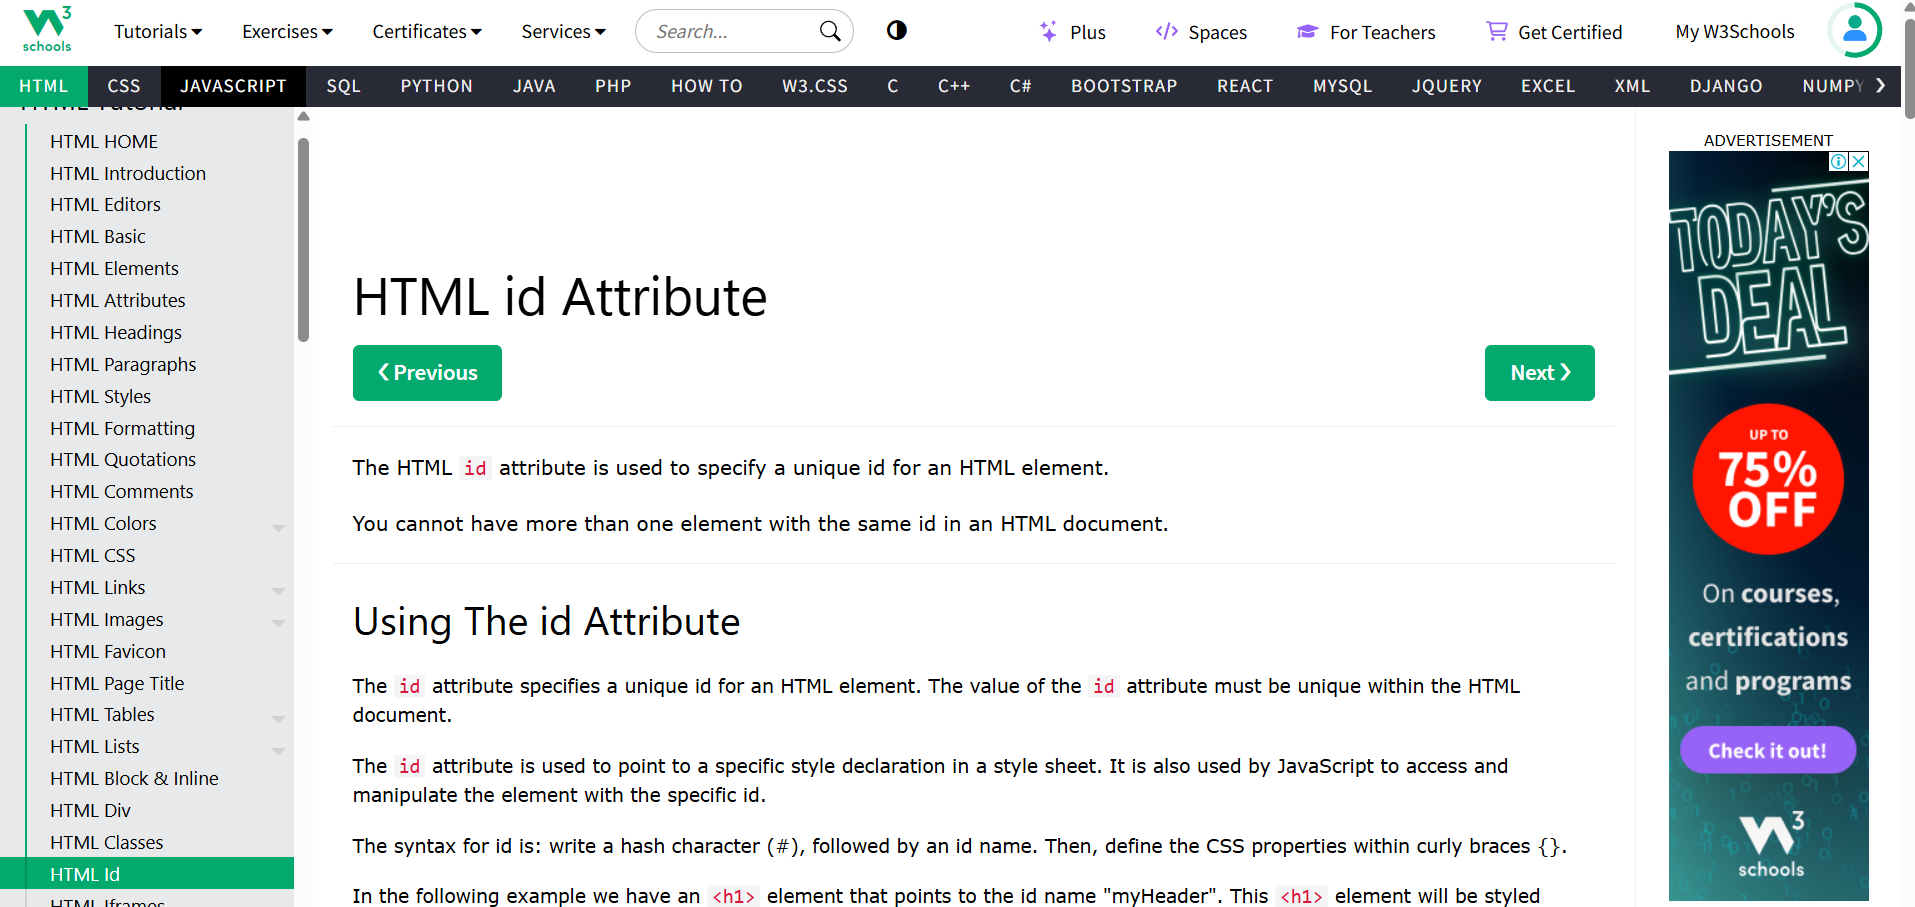 W3 schools
Tutorials
Exercises
Certificates
Services
Search...
Plus
Spaces
For Teachers
Get Certified
My W3Schools
HTML
CSS
JAVASCRIPT
SQL
PYTHON
JAVA
PHP
HOW TO
W3.CSS
C
C++
C#
BOOTSTRAP
REACT
MYSQL
JQUERY
EXCEL
XML
DJANGO
NUMPY
HTML Tutorial
HTML HOME
HTML Introduction
HTML Editors
HTML Basic
HTML Elements
HTML Attributes
HTML Headings
HTML Paragraphs
HTML Styles
HTML Formatting
HTML Quotations
HTML Comments
HTML Colors
HTML CSS
HTML Links
HTML Images
HTML Favicon
HTML Page Title
HTML Tables
HTML Lists
HTML Block & Inline
HTML Div
HTML Classes
HTML Id
HTML Iframes
HTML id Attribute
❮ Previous
Next ❯
The HTML id attribute is used to specify a unique id for an HTML element.
You cannot have more than one element with the same id in an HTML document.
Using The id Attribute
The id attribute specifies a unique id for an HTML element. The value of the id attribute must be unique within the HTML
document.
The id attribute is used to point to a specific style declaration in a style sheet. It is also used by JavaScript to access and
manipulate the element with the specific id.
The syntax for id is: write a hash character (#), followed by an id name. Then, define the CSS properties within curly braces {}.
In the following example we have an <h1> element that points to the id name "myHeader". This <h1> element will be styled
ADVERTISEMENT
TODAY'S
DEAL
UP TO
75%
OFF
On courses,
certifications
and programs
Check it out!
W3
schools